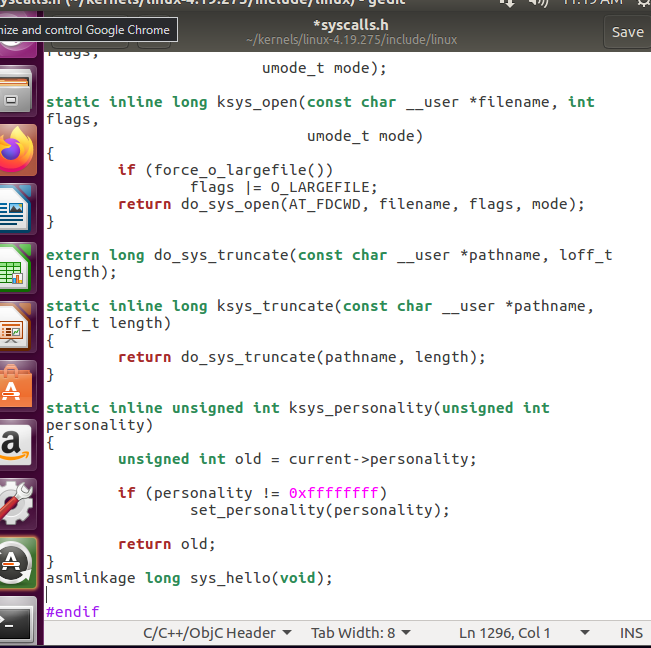 syscalls.h (~/kernels/linux-4.19.275/include/linux) - gedit
11:19 AM
nize and control Google Chrome
*syscalls.h
~/kernels/linux-4.19.275/include/linux
Save
flags,
umode_t mode);
static inline long ksys_open(const char __user *filename, int
flags,
umode_t mode)
{
if (force_o_largefile())
flags |= O_LARGEFILE;
return do_sys_open(AT_FDCWD, filename, flags, mode);
}
extern long do_sys_truncate(const char __user *pathname, loff_t
length);
static inline long ksys_truncate(const char __user *pathname,
loff_t length)
{
return do_sys_truncate(pathname, length);
}
static inline unsigned int ksys_personality(unsigned int
personality)
{
unsigned int old = current->personality;
if (personality != 0xffffffff)
set_personality(personality);
return old;
}
asmlinkage long sys_hello(void);
#endif
C/C++/ObjC Header Tab Width: 8 Ln 1296, Col 1 INS